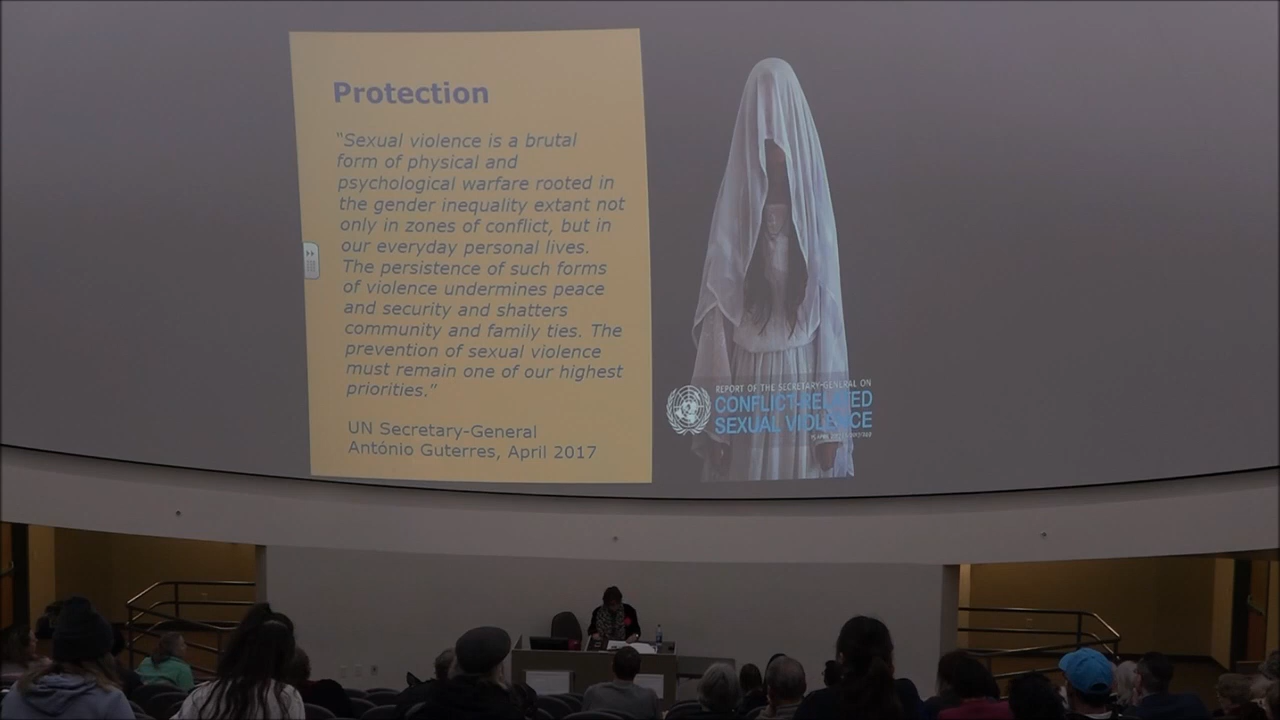 Protection
"Sexual violence is a brutal
form of physical and
psychological warfare rooted in
the gender inequality extant not
only in zones of conflict, but in
our everyday personal lives.
The persistence of such forms
of violence undermines peace
and security and shatters
community and family ties. The
prevention of sexual violence
must remain one of our highest
priorities."
UN Secretary-General
António Guterres, April 2017
REPORT OF THE SECRETARY-GENERAL ON
CONFLICT-RELATED
SEXUAL VIOLENCE